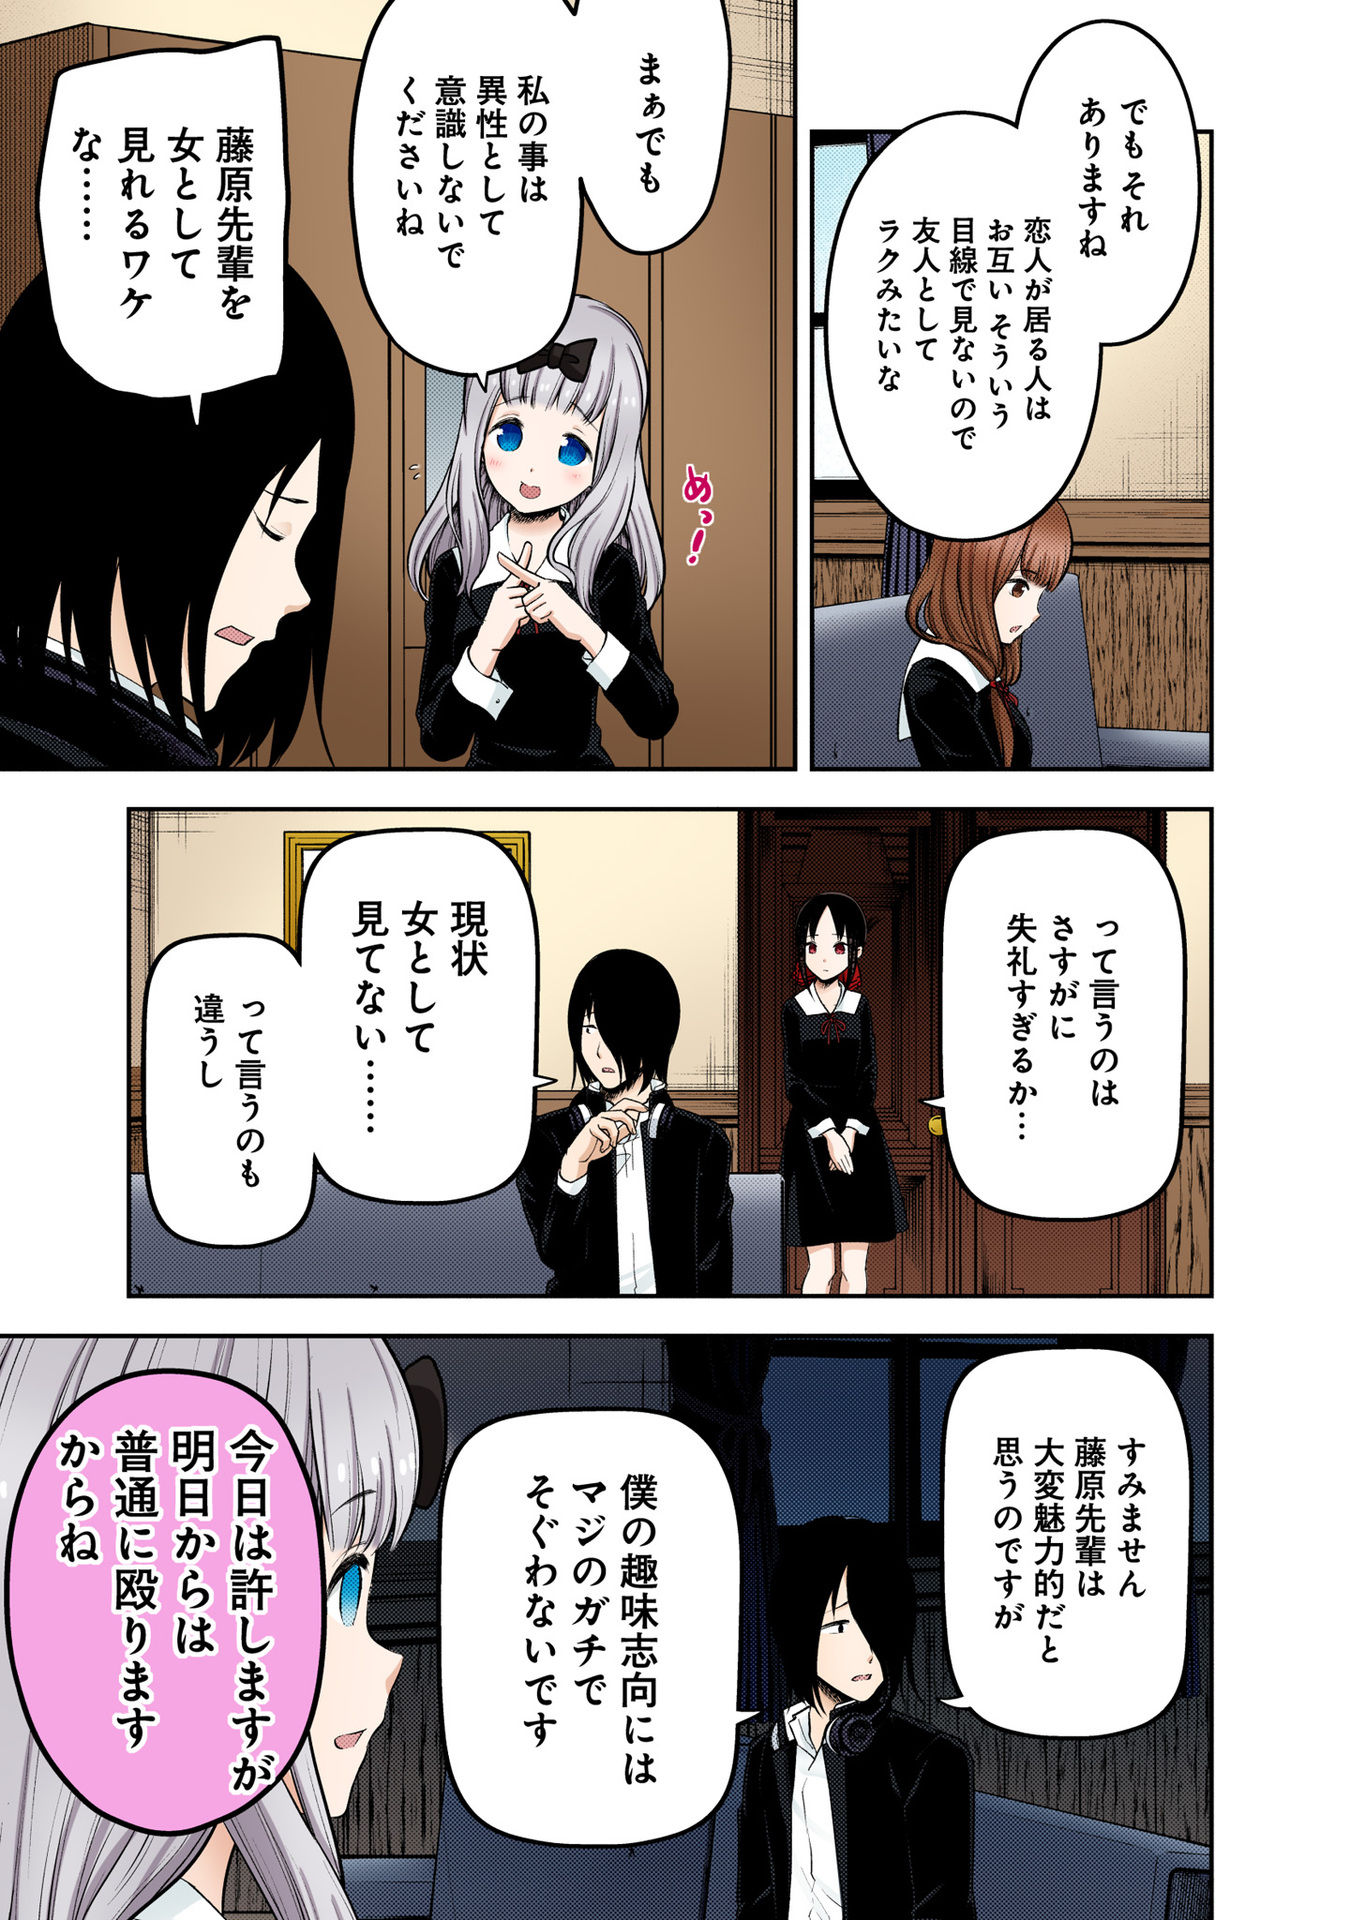 でも それ
ありますね
恋人が居る人は
お互い そういう
目線で見ないので
友人として
ラクみたいな
まぁでも
私の事は
異性として
意識しないで
くださいね
めっ!
藤原先輩を
女として
見れるワケ
な……
って言うのは
さすがに
失礼すぎるか…
現状
女として
見てない……
って言うのも
違うし
すみません
藤原先輩は
大変魅力的だと
思うのですが
僕の趣味志向には
マジのガチで
そぐわないです
今日は許しますが
明日からは
普通に殴ります
からね